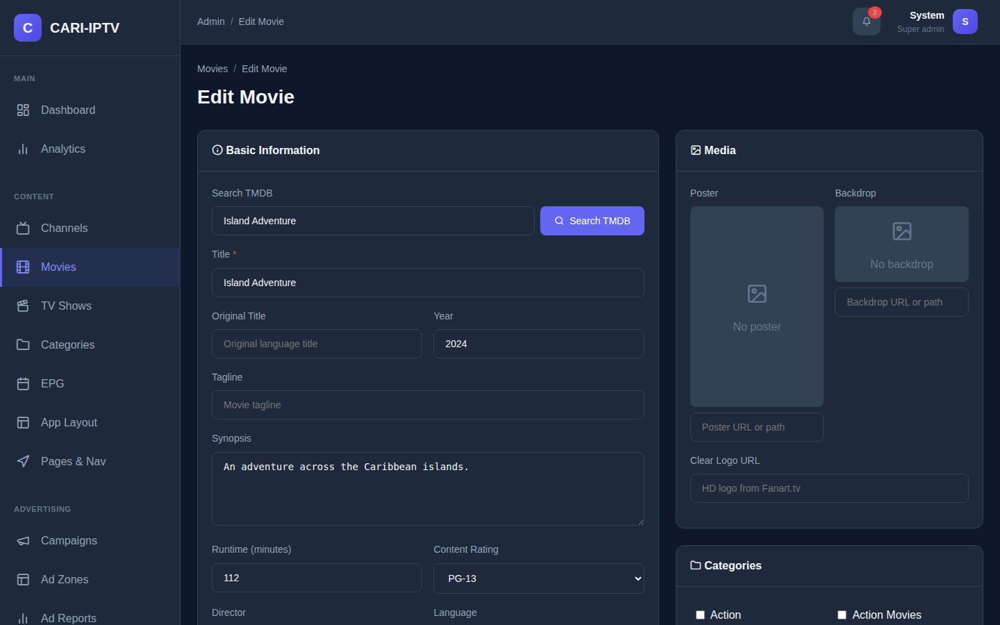 C CARI-IPTV
Admin / Edit Movie
3
System
Super admin
S
MAIN
Dashboard
Analytics
CONTENT
Channels
Movies
TV Shows
Categories
EPG
App Layout
Pages & Nav
ADVERTISING
Campaigns
Ad Zones
Ad Reports
Movies / Edit Movie
Edit Movie
Basic Information
Search TMDB
Island Adventure
Search TMDB
Title *
Island Adventure
Original Title
Original language title
Year
2024
Tagline
Movie tagline
Synopsis
An adventure across the Caribbean islands.
Runtime (minutes)
112
Content Rating
PG-13
Director
Language
Media
Poster
No poster
Poster URL or path
Backdrop
No backdrop
Backdrop URL or path
Clear Logo URL
HD logo from Fanart.tv
Categories
Action
Action Movies